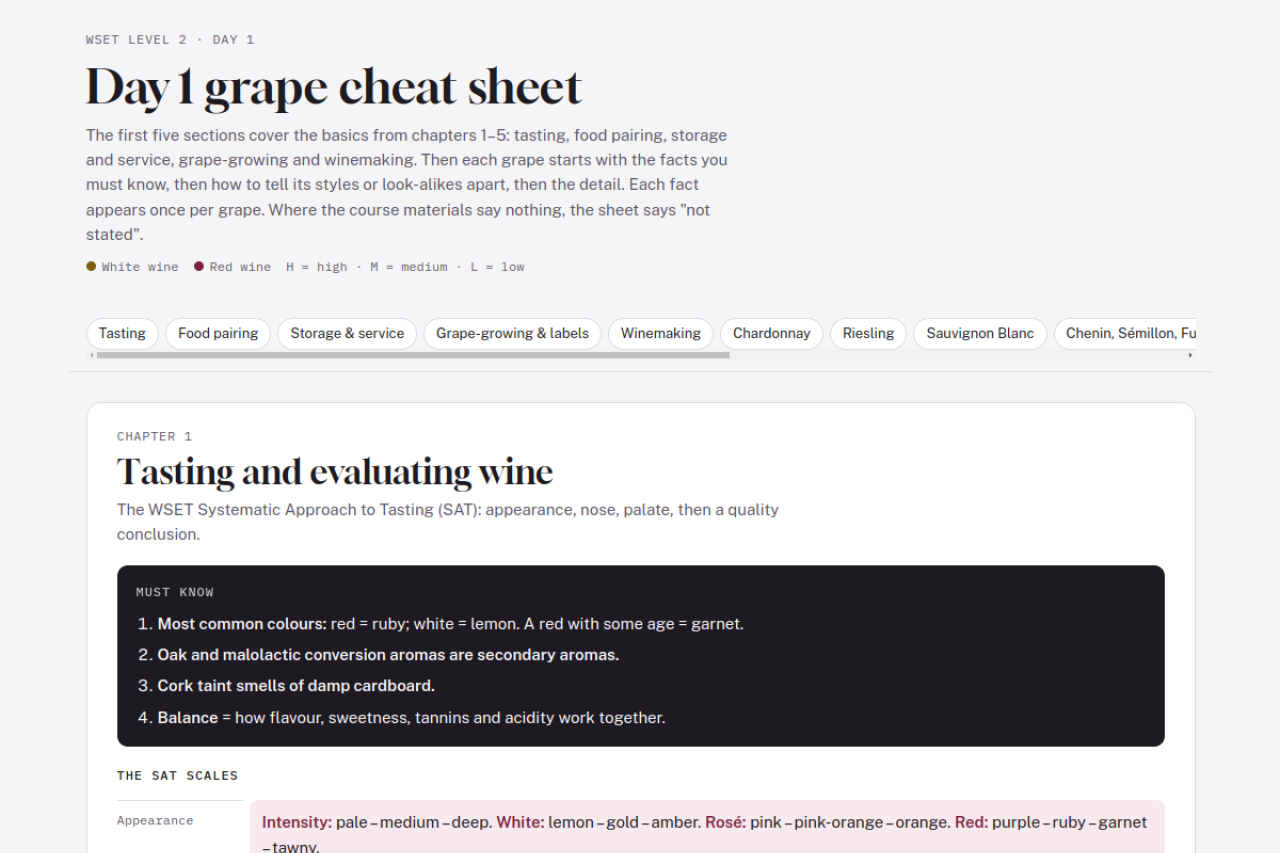 WSET LEVEL 2 · DAY 1
Day 1 grape cheat sheet
The first five sections cover the basics from chapters 1–5: tasting, food pairing, storage
and service, grape-growing and winemaking. Then each grape starts with the facts you
must know, then how to tell its styles or look-alikes apart, then the detail. Each fact
appears once per grape. Where the course materials say nothing, the sheet says "not
stated".
White wine Red wine H = high · M = medium · L = low
Tasting Food pairing Storage & service Grape-growing & labels Winemaking Chardonnay Riesling Sauvignon Blanc Chenin, Sémillon, Fu
CHAPTER 1
Tasting and evaluating wine
The WSET Systematic Approach to Tasting (SAT): appearance, nose, palate, then a quality
conclusion.
MUST KNOW
1. Most common colours: red = ruby; white = lemon. A red with some age = garnet.
2. Oak and malolactic conversion aromas are secondary aromas.
3. Cork taint smells of damp cardboard.
4. Balance = how flavour, sweetness, tannins and acidity work together.
THE SAT SCALES
Appearance Intensity: pale – medium – deep. White: lemon – gold – amber. Rosé: pink – pink-orange – orange. Red: purple – ruby – garnet
– tawny.